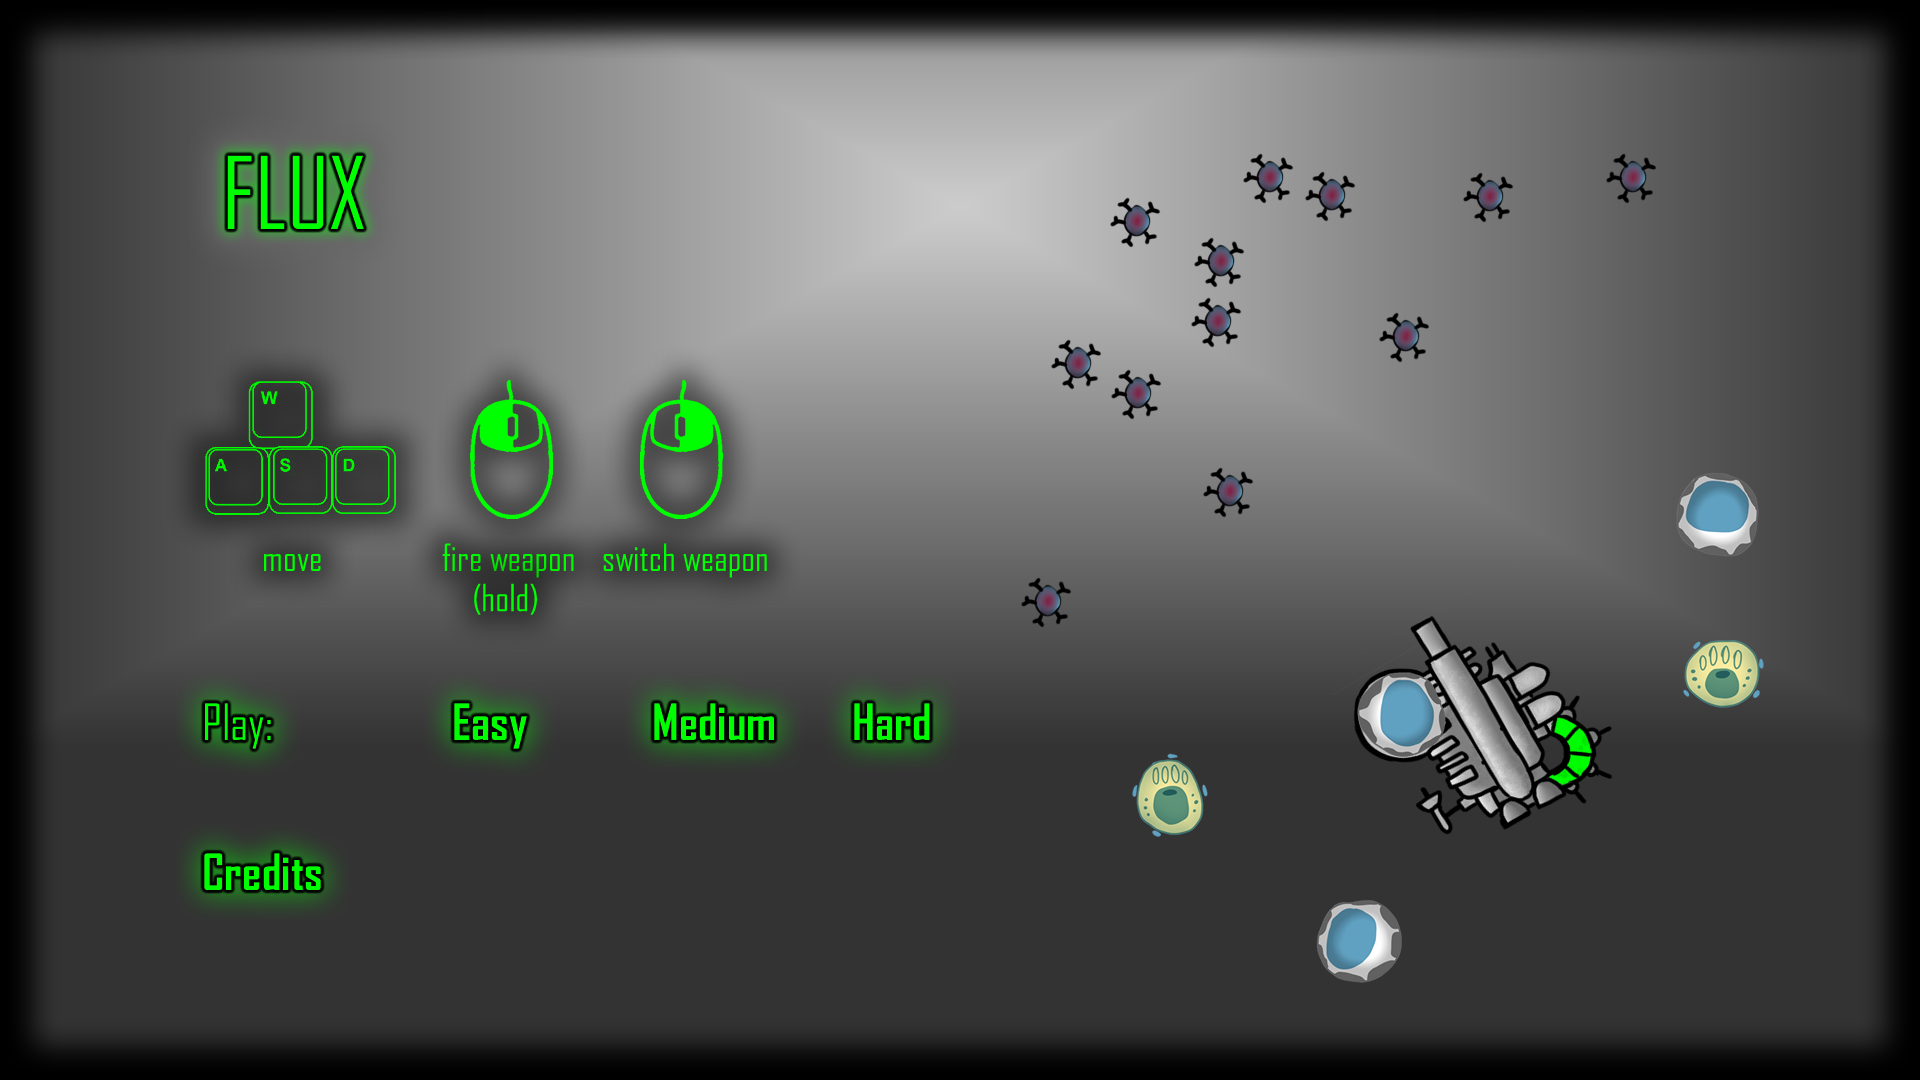 FLUX
W
A S D
move
fire weapon
(hold)
switch weapon
Play: Easy Medium Hard
Credits